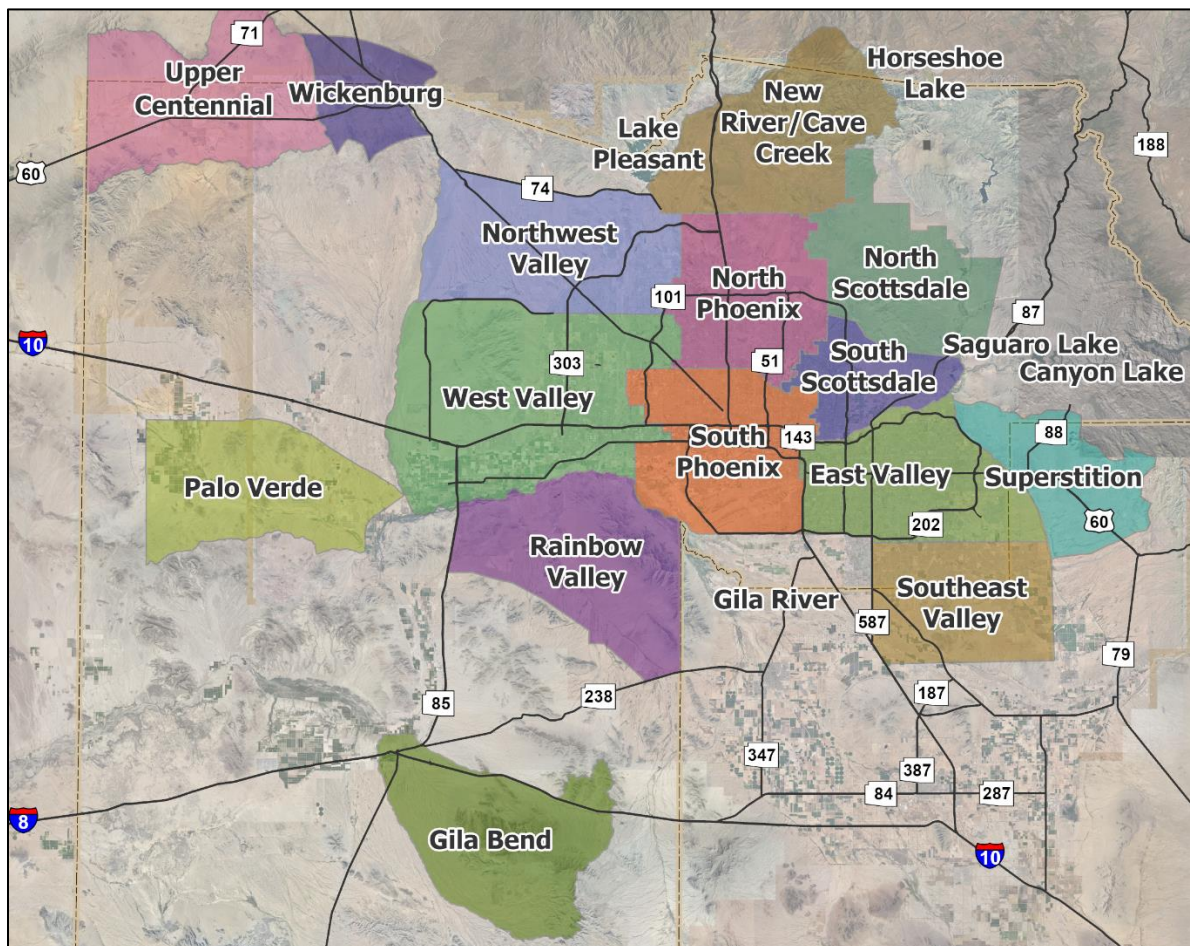 71
Upper
Centennial
Wickenburg
60
Horseshoe
Lake
New
River/Cave
Creek
Lake
Pleasant
188
74
Northwest
Valley
North
Scottsdale
North
Phoenix
101
87
10
303
51
Saguaro Lake
Canyon Lake
South
Scottsdale
West Valley
88
143
South
Phoenix
East Valley
Superstition
Palo Verde
202
60
Rainbow
Valley
Gila River
Southeast
Valley
587
79
85
238
187
347
387
84
287
8
Gila Bend
10